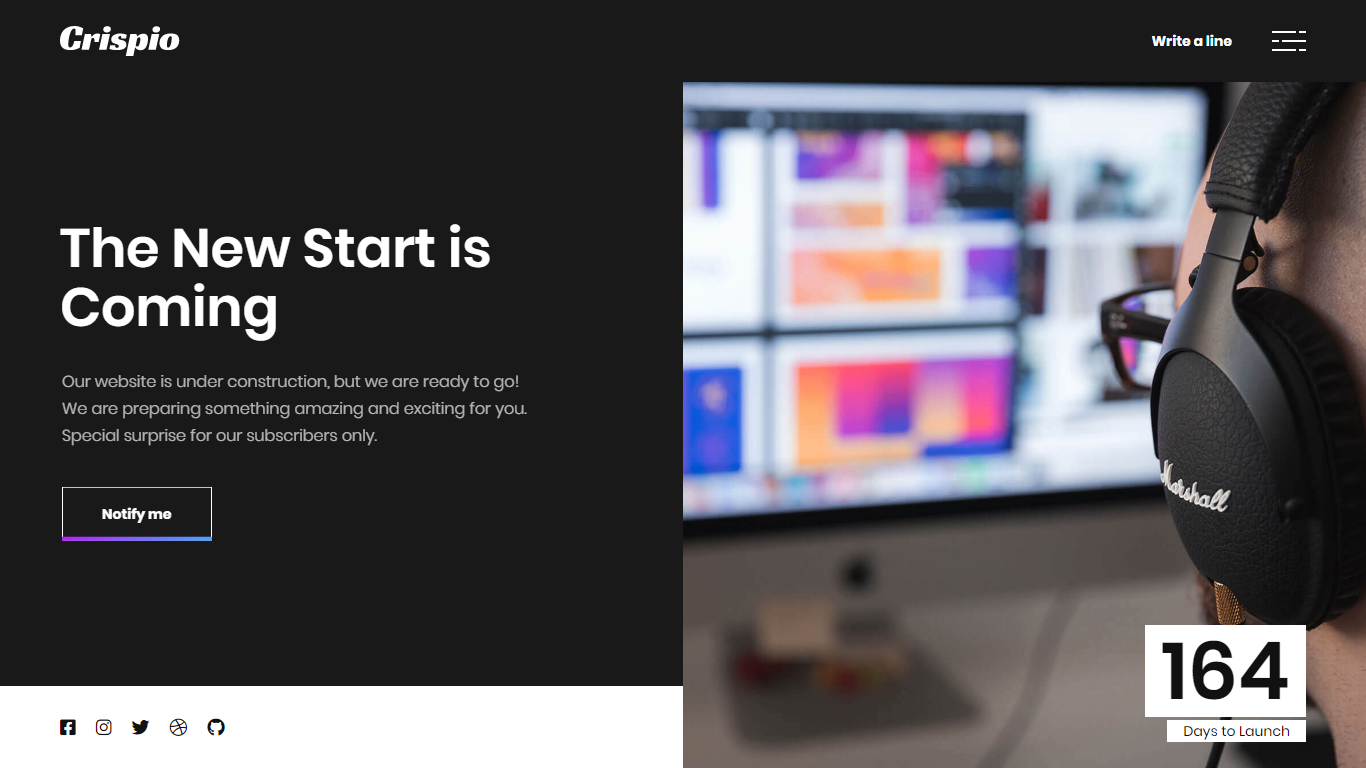 Crispio
Write a line
The New Start is
Coming
Our website is under construction, but we are ready to go!
We are preparing something amazing and exciting for you.
Special surprise for our subscribers only.
Notify me
Marshall
164
Days to Launch